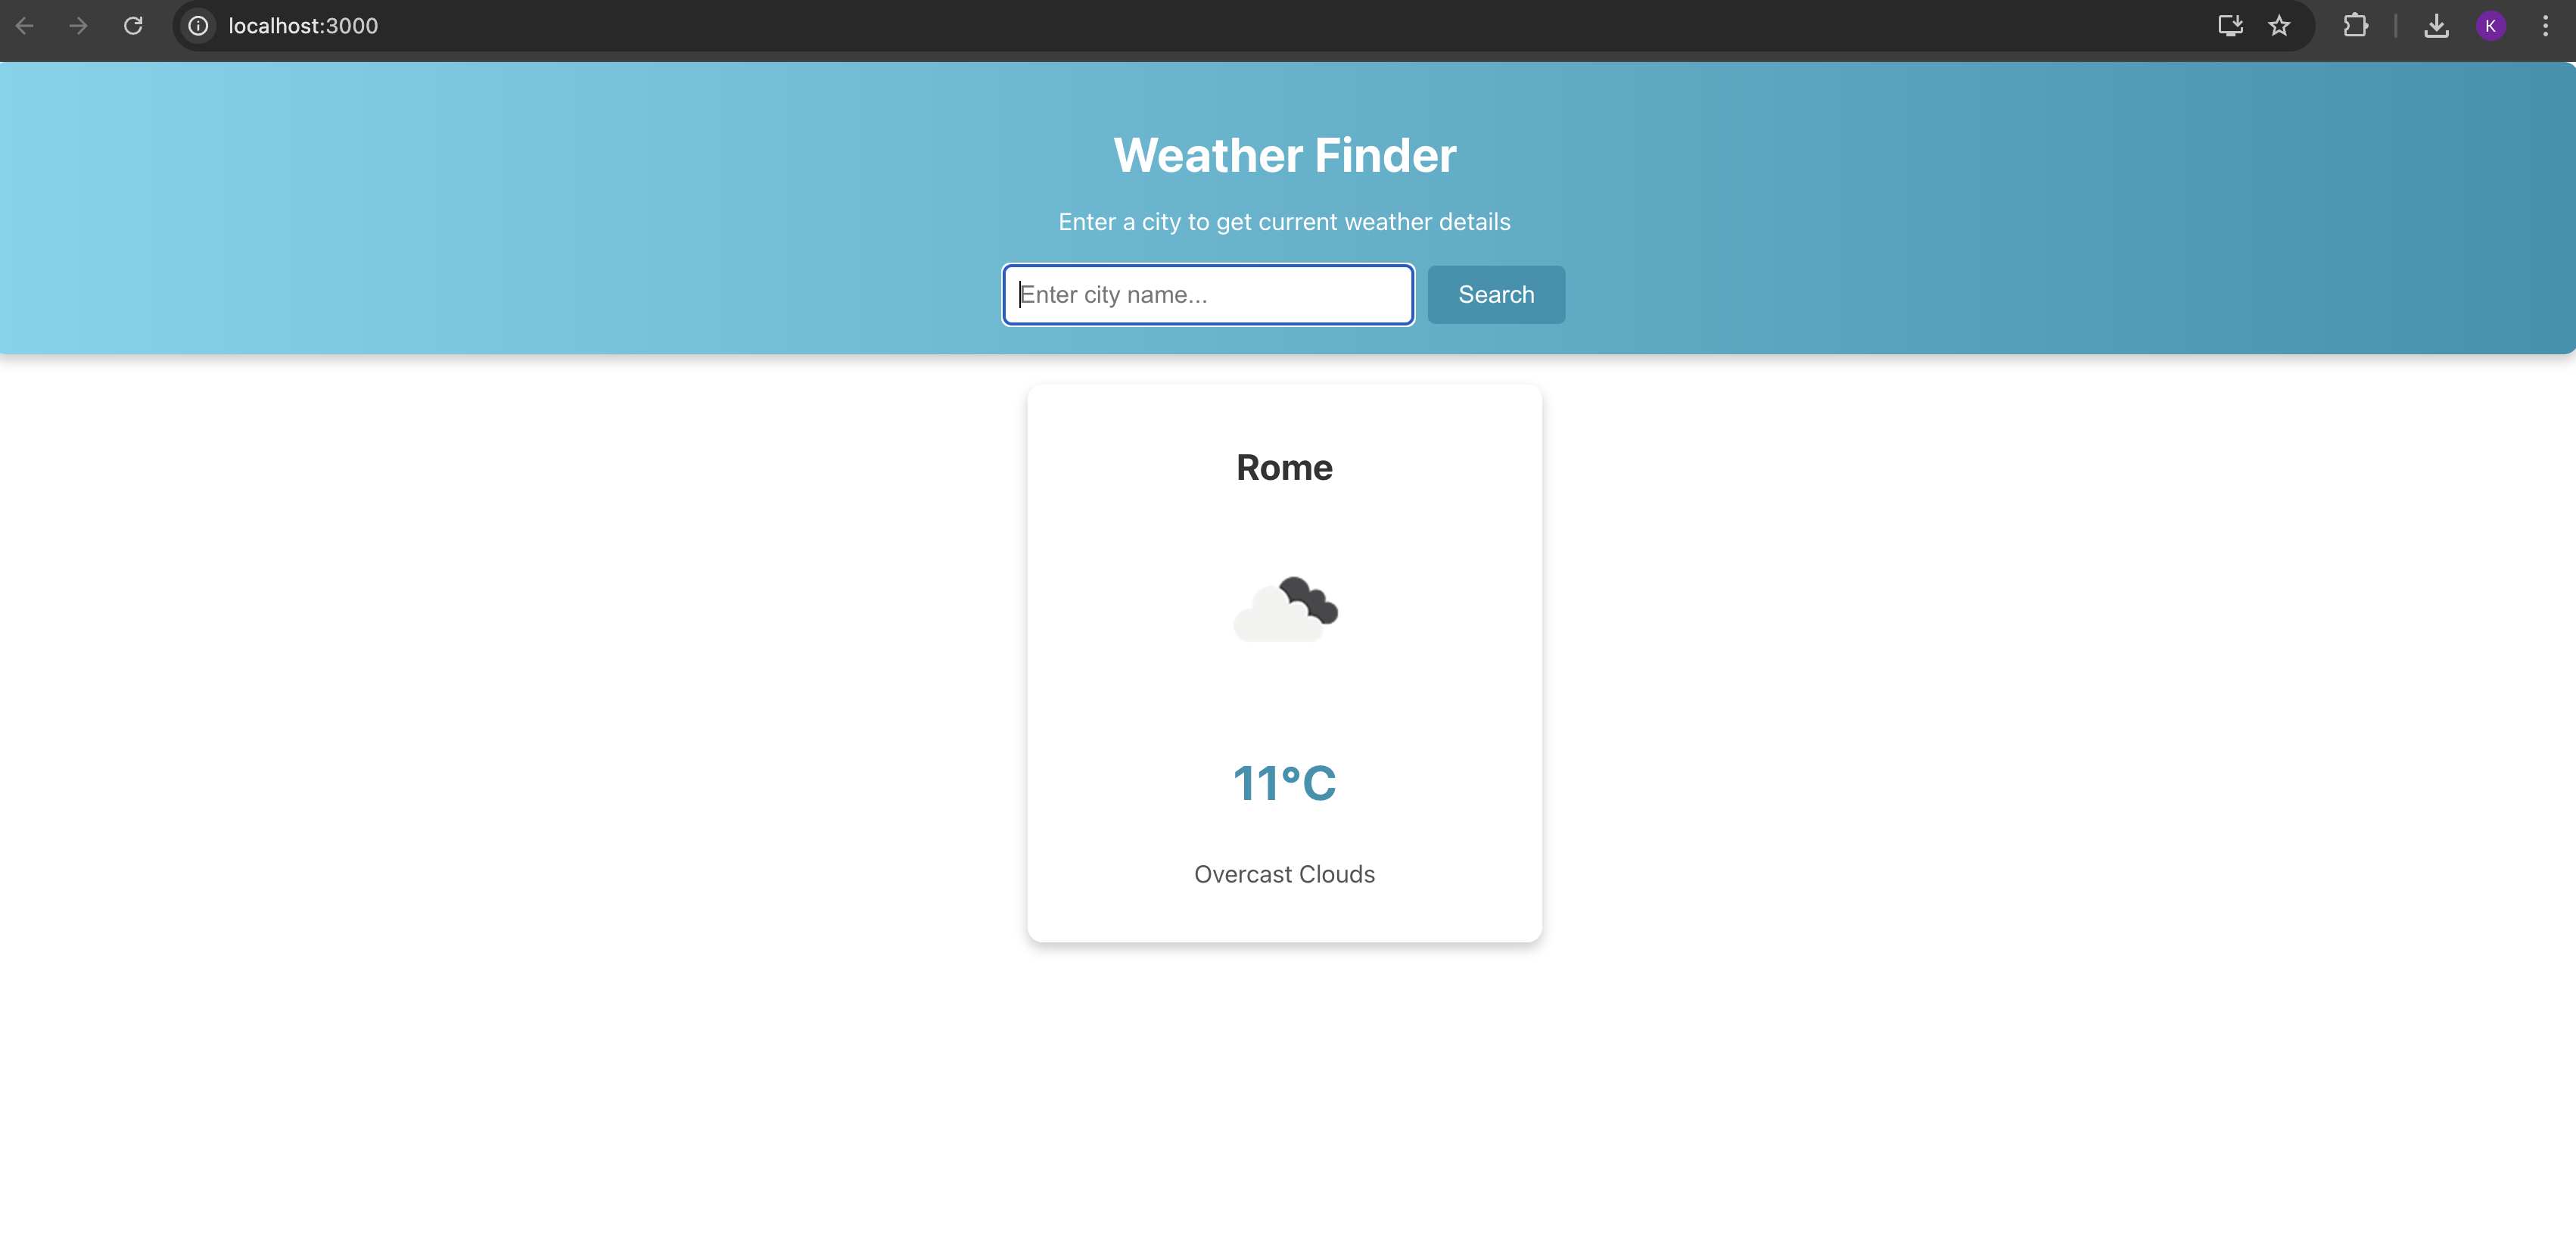 localhost:3000
K
Weather Finder
Enter a city to get current weather details
Enter city name...
Search
Rome
11°C
Overcast Clouds